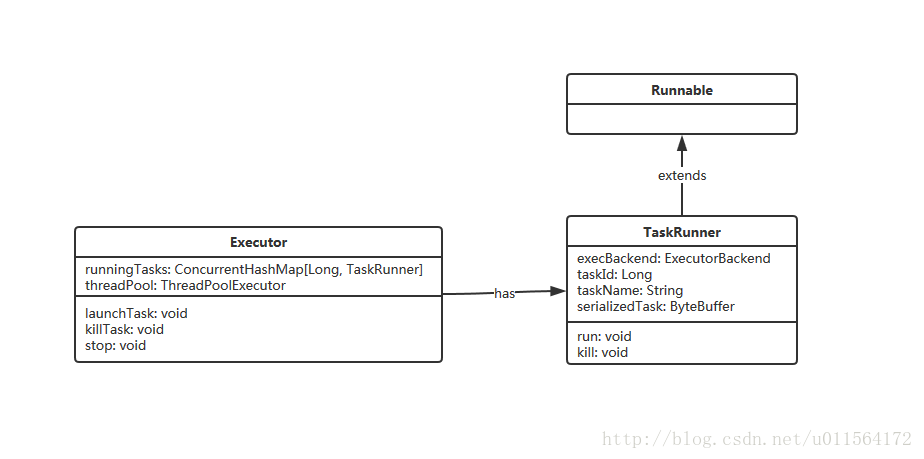 Runnable
extends
Executor
runningTasks: ConcurrentHashMap[Long, TaskRunner]
threadPool: ThreadPoolExecutor
launchTask: void
killTask: void
stop: void
has
TaskRunner
execBackend: ExecutorBackend
taskId: Long
taskName: String
serializedTask: ByteBuffer
run: void
kill: void
http://blog.csdn.net/u011564172